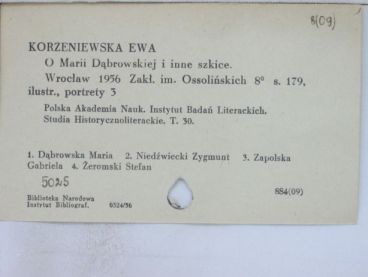 8(09)
KORZENIEWSKA EWA
O Marii Dąbrowskiej i inne szkice.
Wrocław 1956 Zakł. im. Ossolińskich 8° s. 179,
ilustr., portrety 3
Polska Akademia Nauk. Instytut Badań Literackich.
Studia Historycznoliterackie. T. 30.
1. Dąbrowska Maria 2. Niedźwiecki Zygmunt 3. Zapolska
Gabriela 4. Żeromski Stefan
5025
884(09)
Biblioteka Narodowa
Instytut Bibliograf. 6524/56